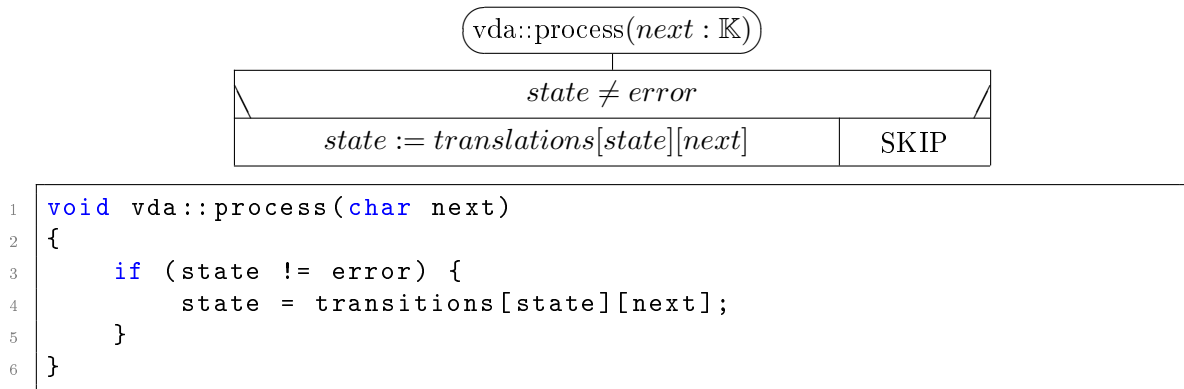 vda::process(next : 𝕂)
state ≠ error
state := translations[state][next] SKIP
1 void vda::process(char next)
2 {
3 if (state != error) {
4 state = transitions[state][next];
5 }
6 }